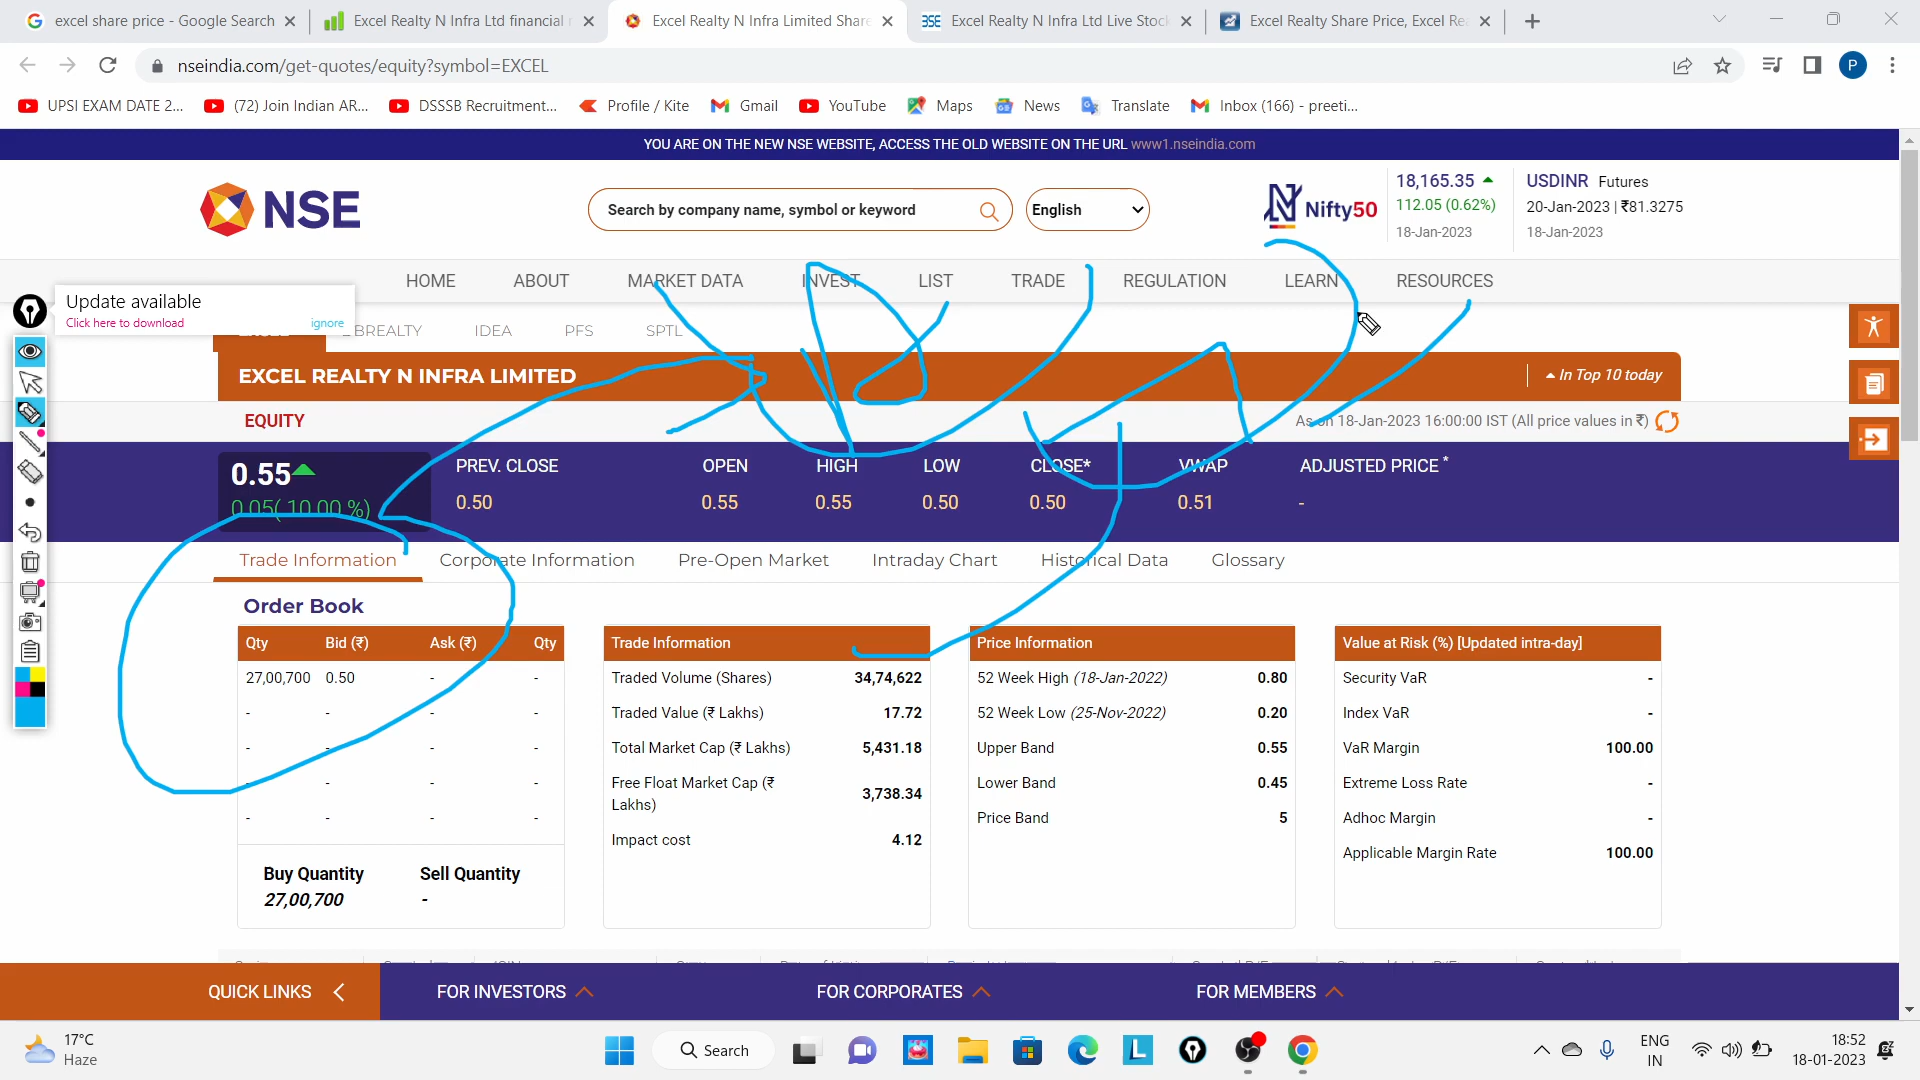 excel share price - Google Search
Excel Realty N Infra Ltd financial
Excel Realty N Infra Limited Share
BSE
Excel Realty N Infra Ltd Live Stoc
Excel Realty Share Price, Excel Re
nseindia.com/get-quotes/equity?symbol=EXCEL
P
UPSI EXAM DATE 2...
(72) Join Indian AR...
DSSSB Recruitment...
Profile / Kite
Gmail
YouTube
Maps
News
Translate
Inbox (166) - preeti...
YOU ARE ON THE NEW NSE WEBSITE, ACCESS THE OLD WEBSITE ON THE URL www1.nseindia.com
NSE
Search by company name, symbol or keyword
English
Nifty50
18,165.35
112.05 (0.62%)
18-Jan-2023
USDINR Futures
20-Jan-2023 | ₹81.3275
18-Jan-2023
HOME
ABOUT
MARKET DATA
INVEST
LIST
TRADE
REGULATION
LEARN
RESOURCES
Update available
Click here to download
ignore
BREALTY
IDEA
PFS
SPTL
EXCEL REALTY N INFRA LIMITED
In Top 10 today
EQUITY
As on 18-Jan-2023 16:00:00 IST (All price values in ₹)
0.55
0.05( 10.00 %)
PREV. CLOSE
OPEN
HIGH
LOW
CLOSE*
VWAP
ADJUSTED PRICE *
0.50
0.55
0.55
0.50
0.50
0.51
-
Trade Information
Corporate Information
Pre-Open Market
Intraday Chart
Historical Data
Glossary
Order Book
Qty Bid (₹) Ask (₹) Qty
27,00,700 0.50 - -
- - - -
- - - -
- - - -
- - - -
Buy Quantity Sell Quantity
27,00,700 -
Trade Information
Traded Volume (Shares) 34,74,622
Traded Value (₹ Lakhs) 17.72
Total Market Cap (₹ Lakhs) 5,431.18
Free Float Market Cap (₹
Lakhs) 3,738.34
Impact cost 4.12
Price Information
52 Week High (18-Jan-2022) 0.80
52 Week Low (25-Nov-2022) 0.20
Upper Band 0.55
Lower Band 0.45
Price Band 5
Value at Risk (%) [Updated intra-day]
Security VaR -
Index VaR -
VaR Margin 100.00
Extreme Loss Rate -
Adhoc Margin -
Applicable Margin Rate 100.00
QUICK LINKS
FOR INVESTORS
FOR CORPORATES
FOR MEMBERS
17°C
Haze
Search
L
ENG
IN
18:52
18-01-2023